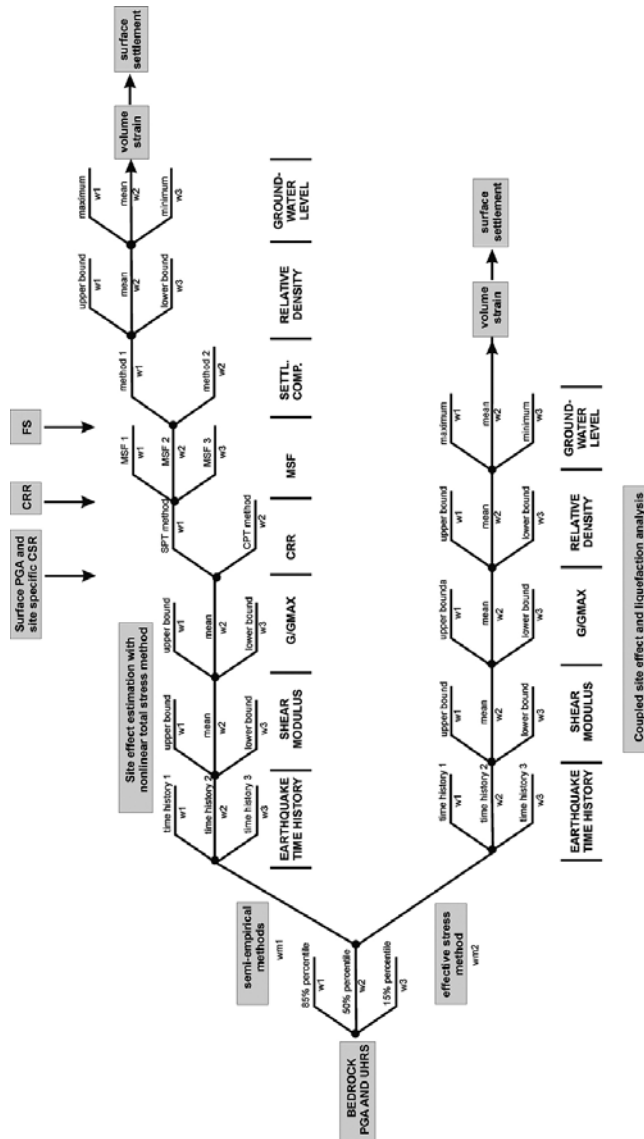 BEDROCK
PGA AND UHRS
85% percentile
w1
50% percentile
w2
15% percentile
w3
semi-empirical
methods
wm1
effective stress
method
wm2
Site effect estimation with
nonlinear total stress method
Surface PGA and
site specific CSR
CRR
FS
time history 1
w1
time history 2
w2
time history 3
w3
EARTHQUAKE
TIME HISTORY
upper bound
w1
mean
w2
lower bound
w3
SHEAR
MODULUS
upper bound
w1
mean
w2
lower bound
w3
G/GMAX
SPT method
w1
CPT method
w2
CRR
MSF 1
w1
MSF 2
w2
MSF 3
w3
MSF
method 1
w1
method 2
w2
SETTL.
COMP.
upper bound
w1
mean
w2
lower bound
w3
RELATIVE
DENSITY
maximum
w1
mean
w2
minimum
w3
GROUND-
WATER
LEVEL
volume
strain
surface
settlement
time history 1
w1
time history 2
w2
time history 3
w3
EARTHQUAKE
TIME HISTORY
upper bound
w1
mean
w2
lower bound
w3
SHEAR
MODULUS
upper bounda
w1
mean
w2
lower bound
w3
G/GMAX
upper bound
w1
mean
w2
lower bound
w3
RELATIVE
DENSITY
maximum
w1
mean
w2
minimum
w3
GROUND-
WATER
LEVEL
volume
strain
surface
settlement
Coupled site effect and liquefaction analysis